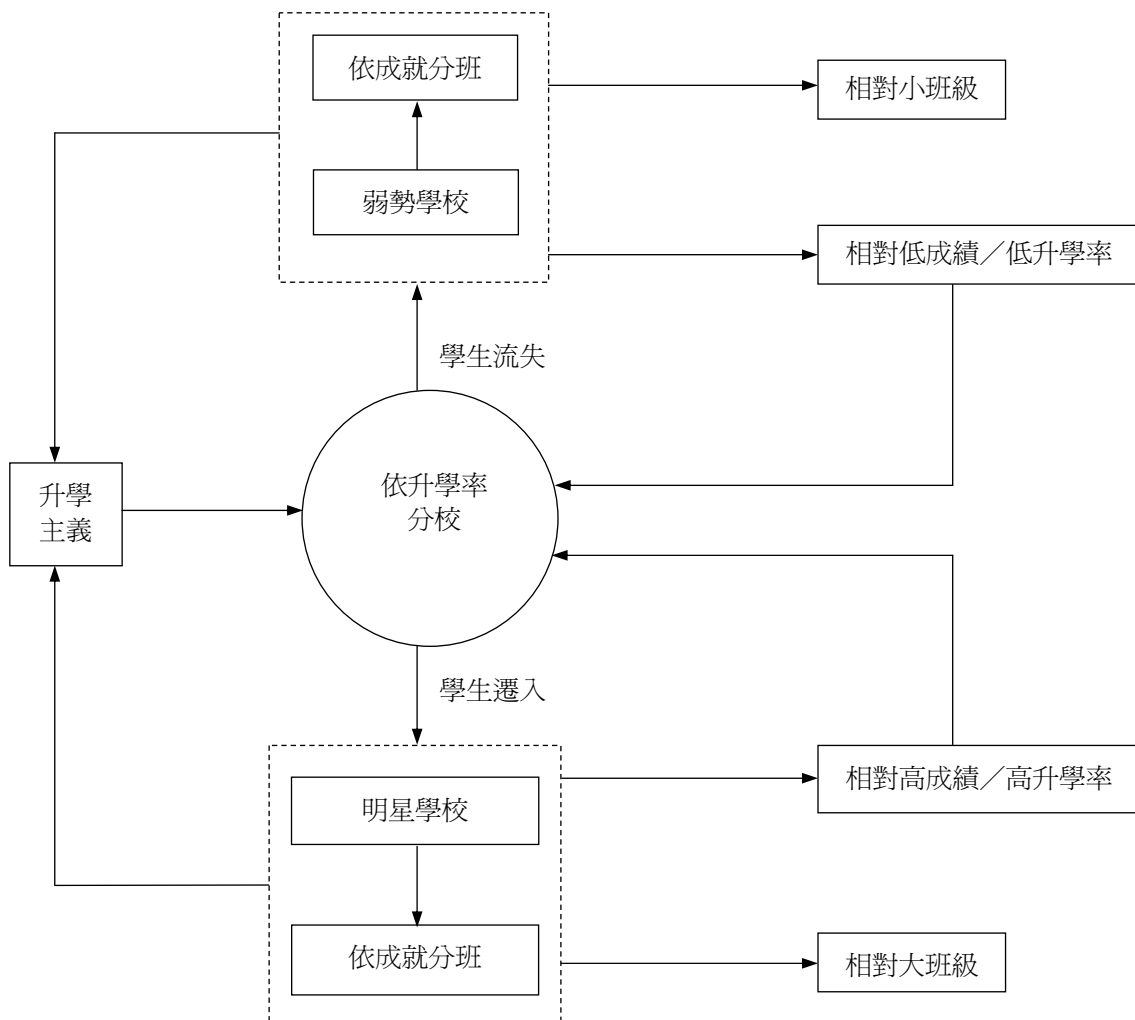 依成就分班
相對小班級
弱勢學校
相對低成績／低升學率
學生流失
升學
主義
依升學率
分校
學生遷入
相對高成績／高升學率
明星學校
依成就分班
相對大班級